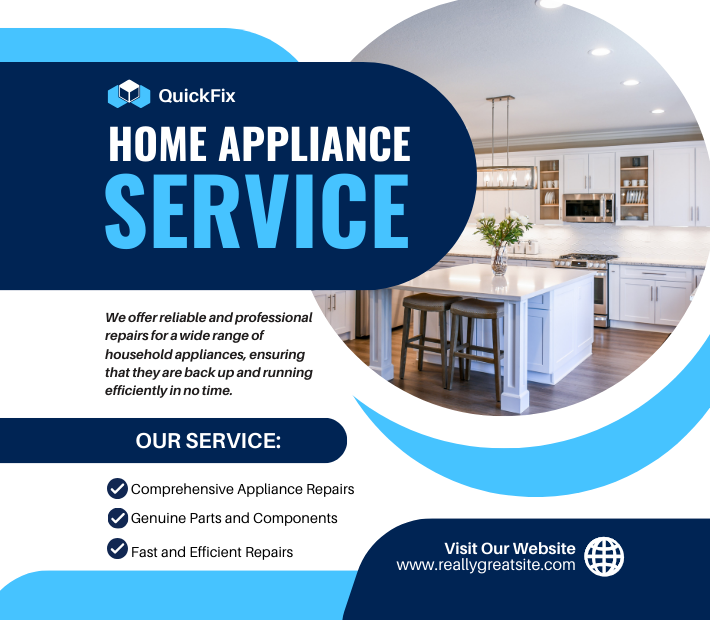 QuickFix
HOME APPLIANCE
SERVICE
We offer reliable and professional
repairs for a wide range of
household appliances, ensuring
that they are back up and running
efficiently in no time.
OUR SERVICE:
Comprehensive Appliance Repairs
Genuine Parts and Components
Fast and Efficient Repairs
Visit Our Website
www.reallygreatsite.com